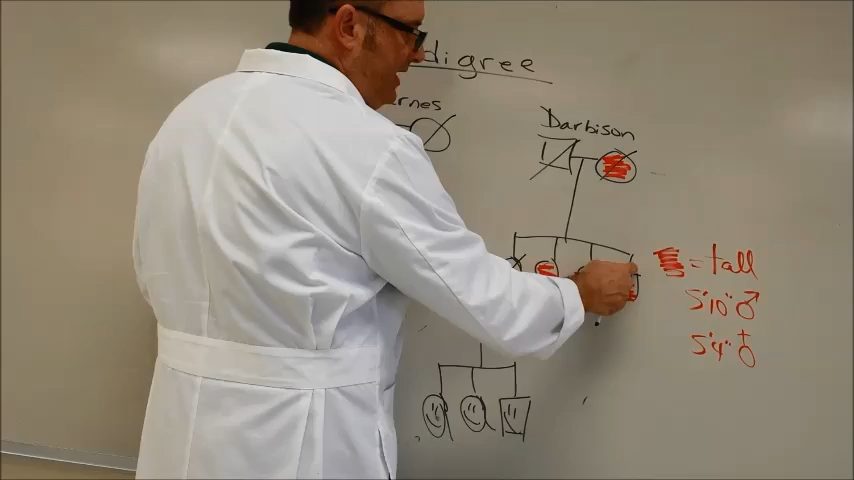 digree
rnes
Darbison
= tall
5'10" ♂
5'4" ♀